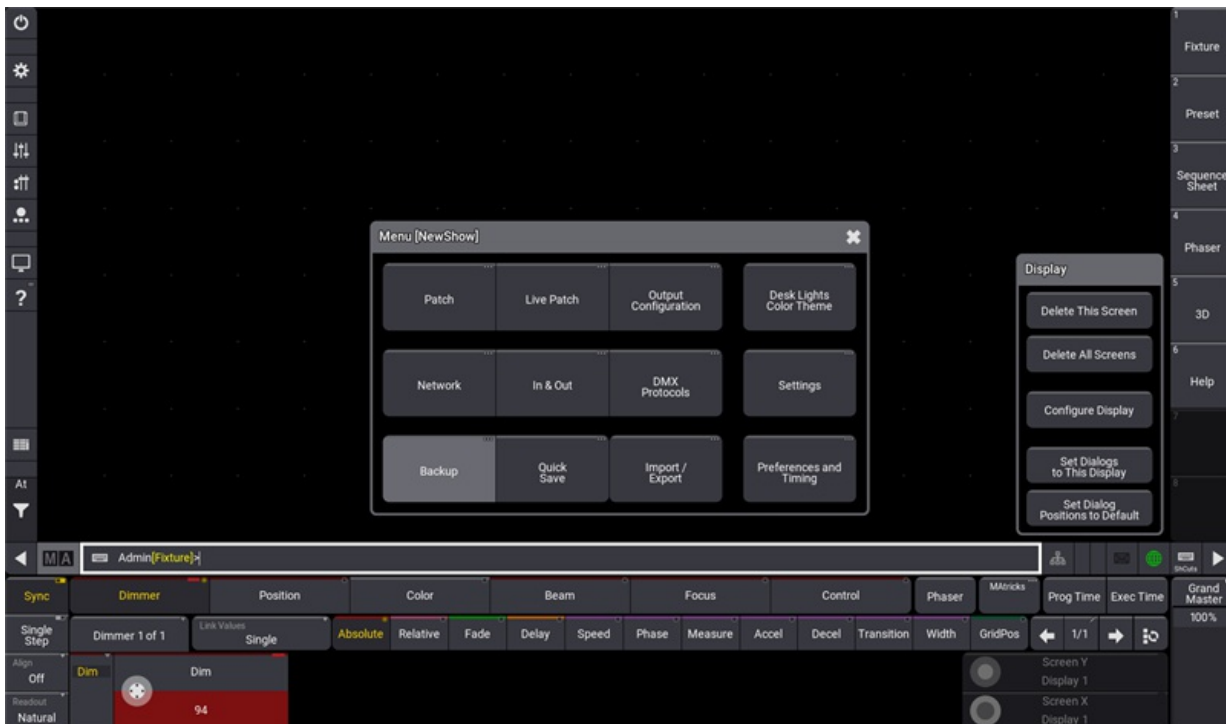 1
Fixture
2
Preset
3
Sequence
Sheet
4
Phaser
5
3D
6
Help
7
8
?
At
Menu [NewShow]
Patch
Live Patch
Output
Configuration
Desk Lights
Color Theme
Network
In & Out
DMX
Protocols
Settings
Backup
Quick
Save
Import /
Export
Preferences and
Timing
Display
Delete This Screen
Delete All Screens
Configure Display
Set Dialogs
to This Display
Set Dialog
Positions to Default
MA
Admin[Fixture]>
ShCuts
Sync
Dimmer
Position
Color
Beam
Focus
Control
Phaser
MAtricks
Prog Time
Exec Time
Grand
Master
100%
Single
Step
Dimmer 1 of 1
Link Values
Single
Absolute
Relative
Fade
Delay
Speed
Phase
Measure
Accel
Decel
Transition
Width
GridPos
1/1
Align
Off
Dim
Dim
94
Screen Y
Display 1
Readout
Natural
Screen X
Display 1